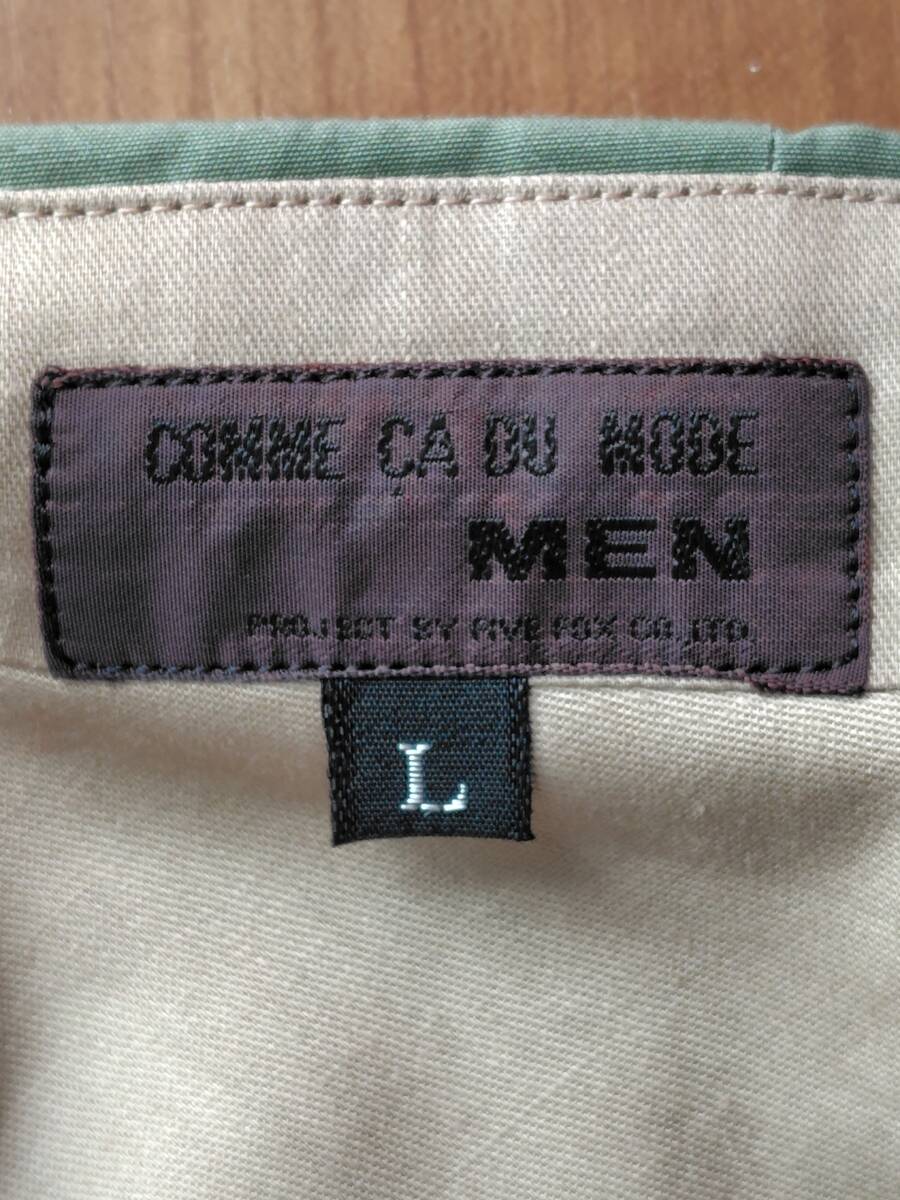 COMME ÇA DU MODE
MEN
PROJECT BY FIVE FOX CO., LTD.
L